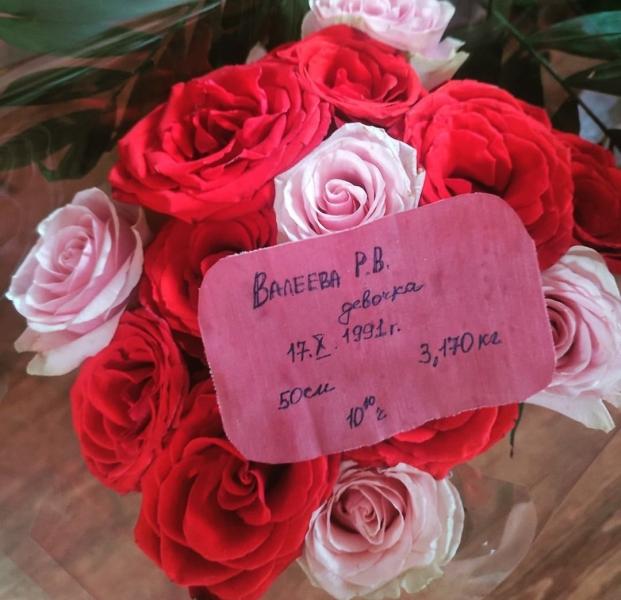 Валеева Р.В.
девочка
17.X.1991г.
3,170 кг
50см
10¹⁰ г